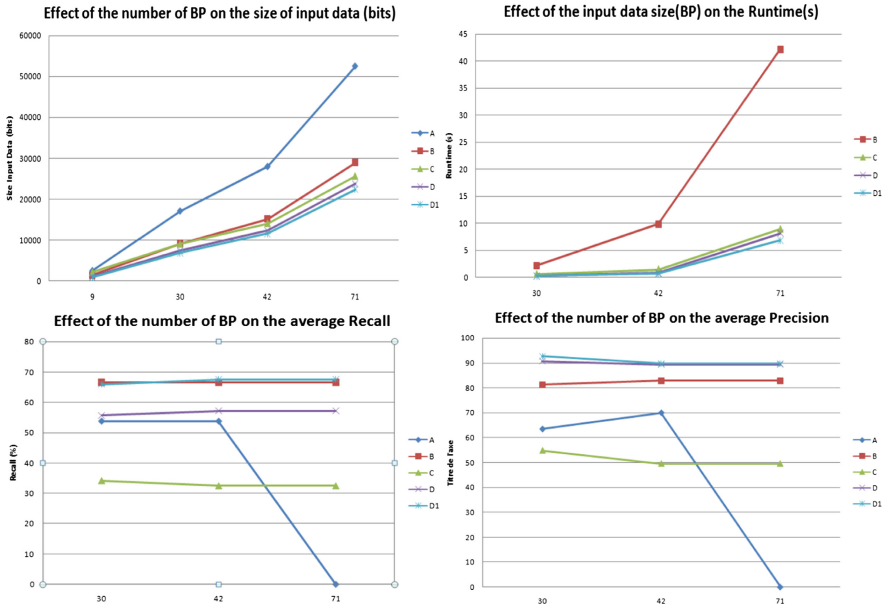 Effect of the number of BP on the size of input data (bits)
60000
50000
40000
30000
20000
10000
0
Size Input Data (bits)
9 30 42 71
A
B
C
D
D1
Effect of the input data size(BP) on the Runtime(s)
45
40
35
30
25
20
15
10
5
0
Runtime (s)
30 42 71
B
C
D
D1
Effect of the number of BP on the average Recall
80
70
60
50
40
30
20
10
0
Recall (%)
30 42 71
A
B
C
D
D1
Effect of the number of BP on the average Precision
100
90
80
70
60
50
40
30
20
10
0
Titre de l'axe
30 42 71
A
B
C
D
D1